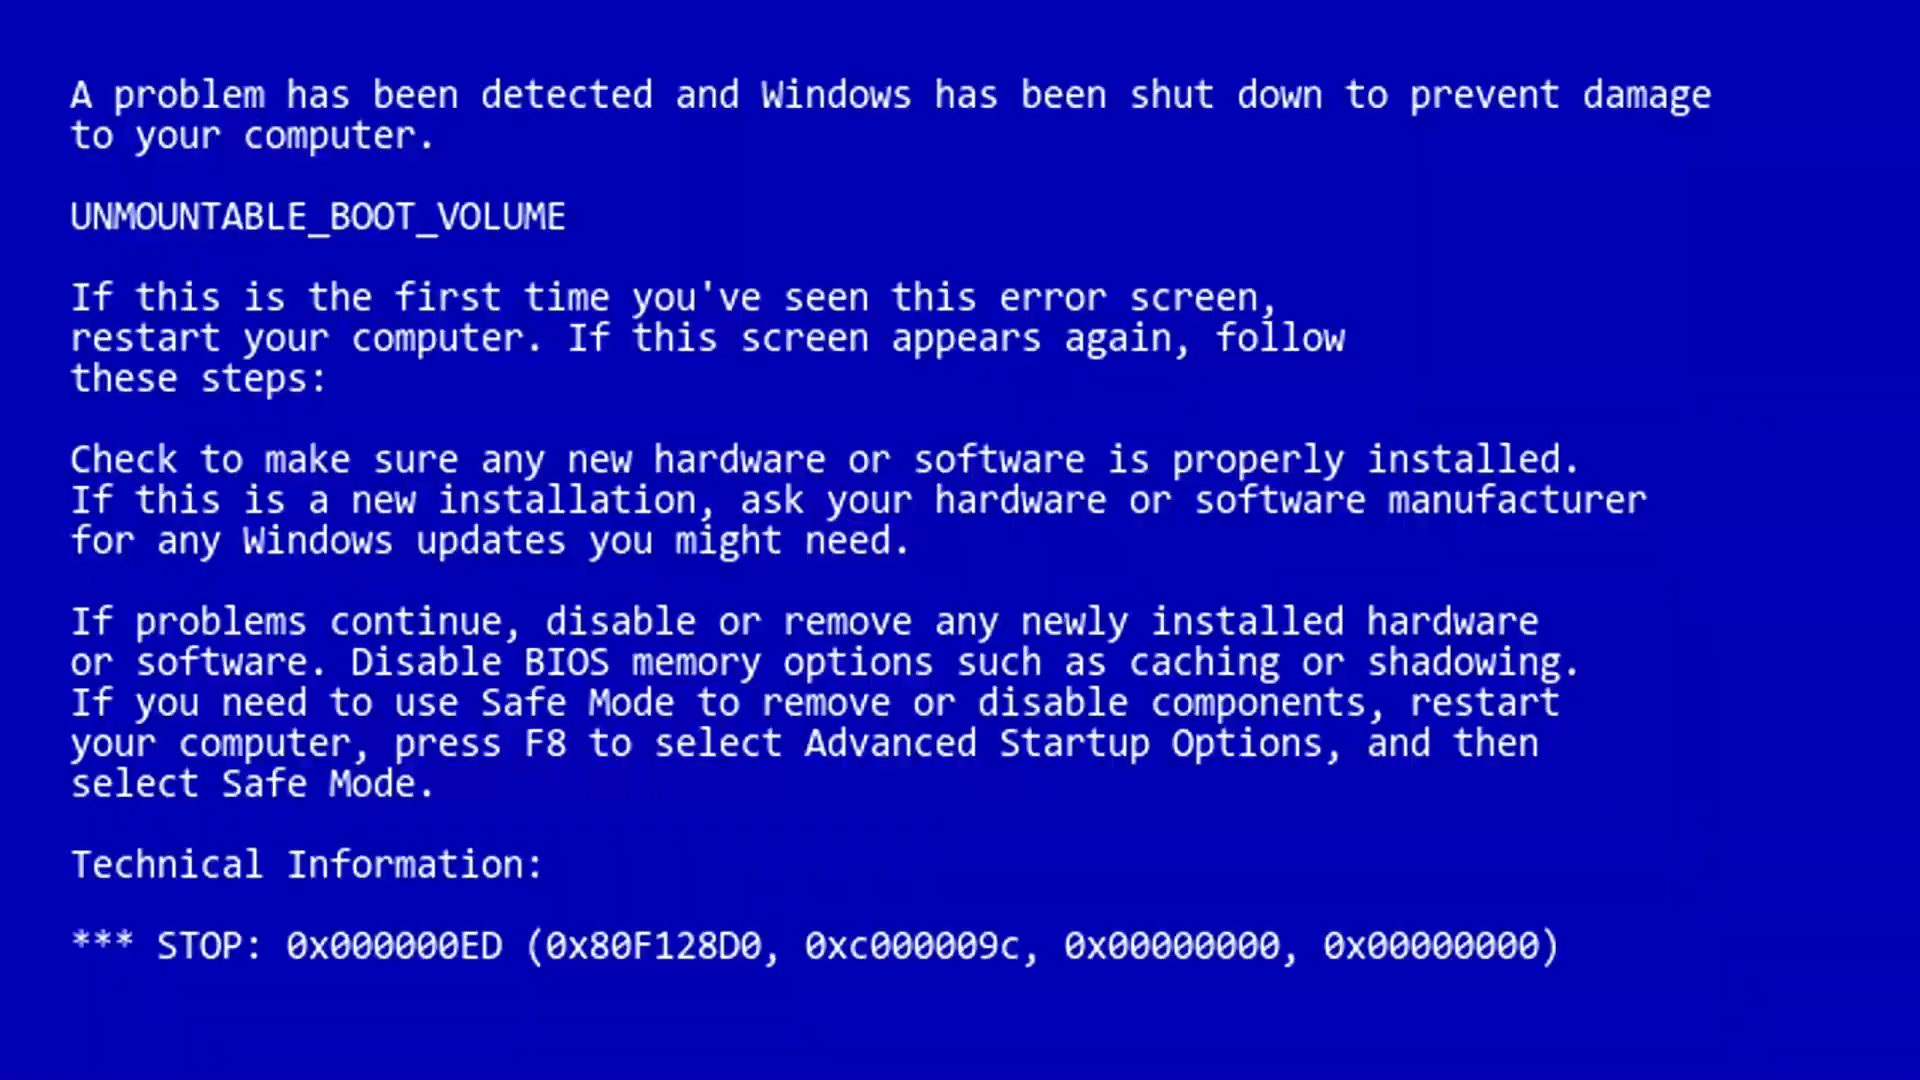 A problem has been detected and Windows has been shut down to prevent damage
to your computer.
UNMOUNTABLE_BOOT_VOLUME
If this is the first time you've seen this error screen,
restart your computer. If this screen appears again, follow
these steps:
Check to make sure any new hardware or software is properly installed.
If this is a new installation, ask your hardware or software manufacturer
for any Windows updates you might need.
If problems continue, disable or remove any newly installed hardware
or software. Disable BIOS memory options such as caching or shadowing.
If you need to use Safe Mode to remove or disable components, restart
your computer, press F8 to select Advanced Startup Options, and then
select Safe Mode.
Technical Information:
*** STOP: 0x000000ED (0x80F128D0, 0xc000009c, 0x00000000, 0x00000000)